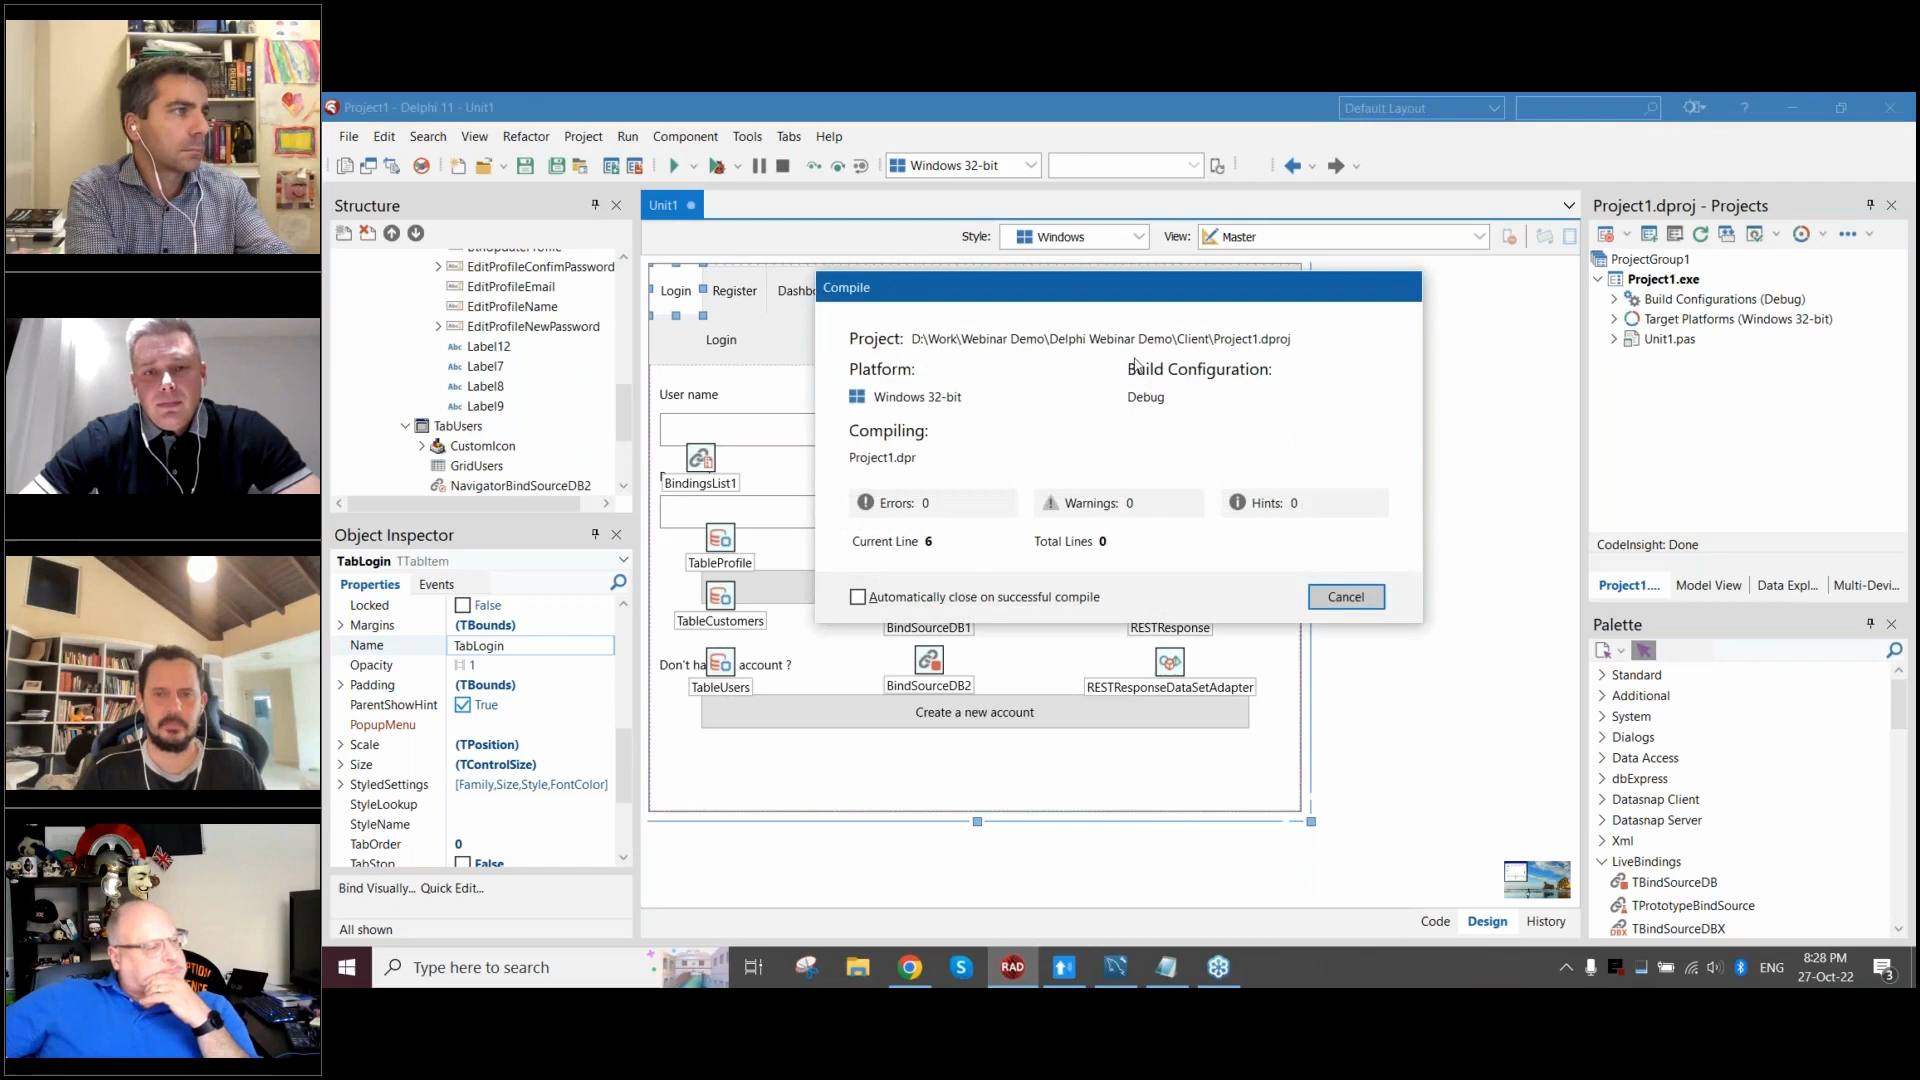 Project1 - Delphi 11 - Unit1
Default Layout
File Edit Search View Refactor Project Run Component Tools Tabs Help
Windows 32-bit
Structure
EditProfileConfimPassword
EditProfileEmail
EditProfileName
EditProfileNewPassword
Label12
Label7
Label8
Label9
TabUsers
CustomIcon
GridUsers
NavigatorBindSourceDB2
Object Inspector
TabLogin TTabItem
Properties Events
Locked False
Margins (TBounds)
Name TabLogin
Opacity 1
Padding (TBounds)
ParentShowHint True
PopupMenu
Scale (TPosition)
Size (TControlSize)
StyledSettings [Family,Size,Style,FontColor]
StyleLookup
StyleName
TabOrder 0
TabStop False
Bind Visually... Quick Edit...
All shown
Unit1
Style: Windows View: Master
Login Register Dashbo
Login
User name
BindingsList1
TableProfile
TableCustomers
BindSourceDB1
RESTResponse
Don't ha account ?
TableUsers
BindSourceDB2
RESTResponseDataSetAdapter
Create a new account
Compile
Project: D:\Work\Webinar Demo\Delphi Webinar Demo\Client\Project1.dproj
Platform: Build Configuration:
Windows 32-bit Debug
Compiling:
Project1.dpr
Errors: 0 Warnings: 0 Hints: 0
Current Line 6 Total Lines 0
Automatically close on successful compile
Cancel
Code Design History
Project1.dproj - Projects
ProjectGroup1
Project1.exe
Build Configurations (Debug)
Target Platforms (Windows 32-bit)
Unit1.pas
CodeInsight: Done
Project1.... Model View Data Expl... Multi-Devi...
Palette
Standard
Additional
System
Dialogs
Data Access
dbExpress
Datasnap Client
Datasnap Server
Xml
LiveBindings
TBindSourceDB
TPrototypeBindSource
DBX TBindSourceDBX
Type here to search
RAD
ENG
8:28 PM
27-Oct-22
3